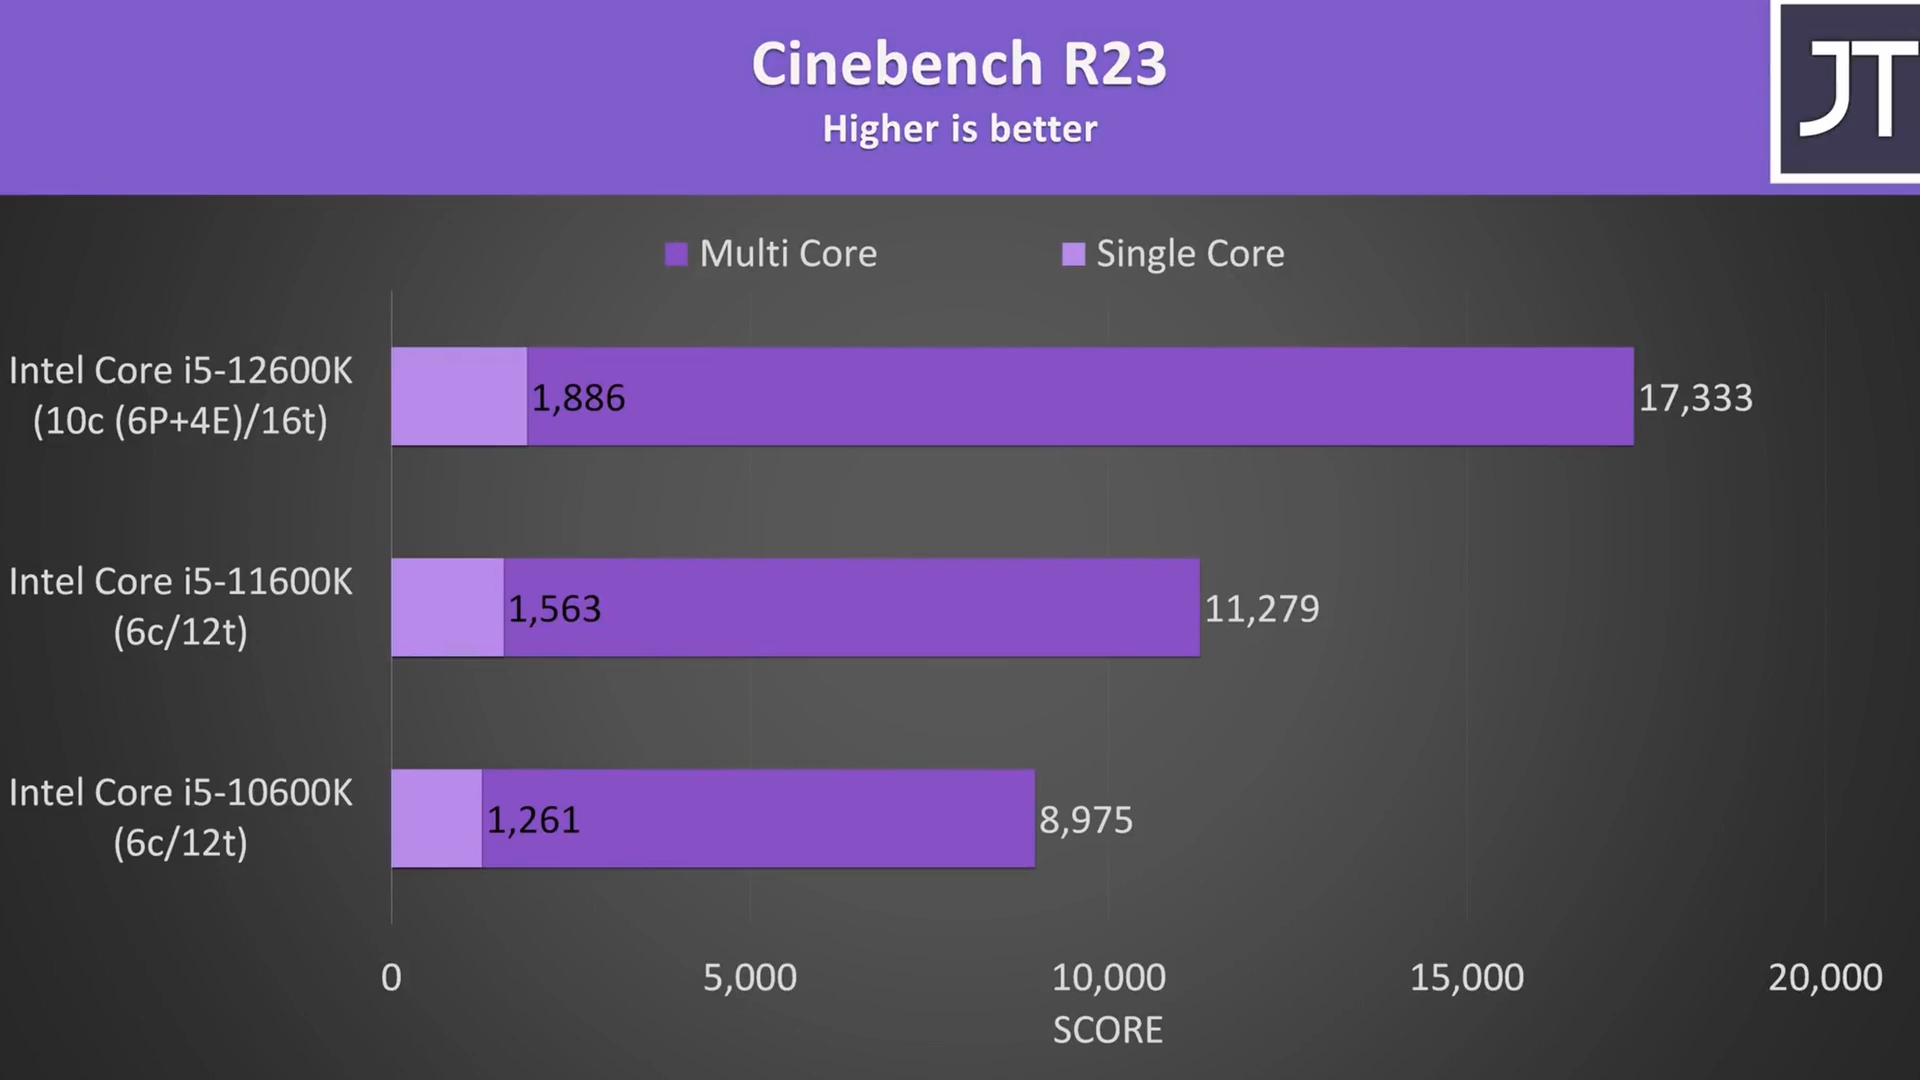 Cinebench R23
Higher is better
JT
Multi Core
Single Core
Intel Core i5-12600K
(10c (6P+4E)/16t)
1,886
17,333
Intel Core i5-11600K
(6c/12t)
1,563
11,279
Intel Core i5-10600K
(6c/12t)
1,261
8,975
0
5,000
10,000
15,000
20,000
SCORE